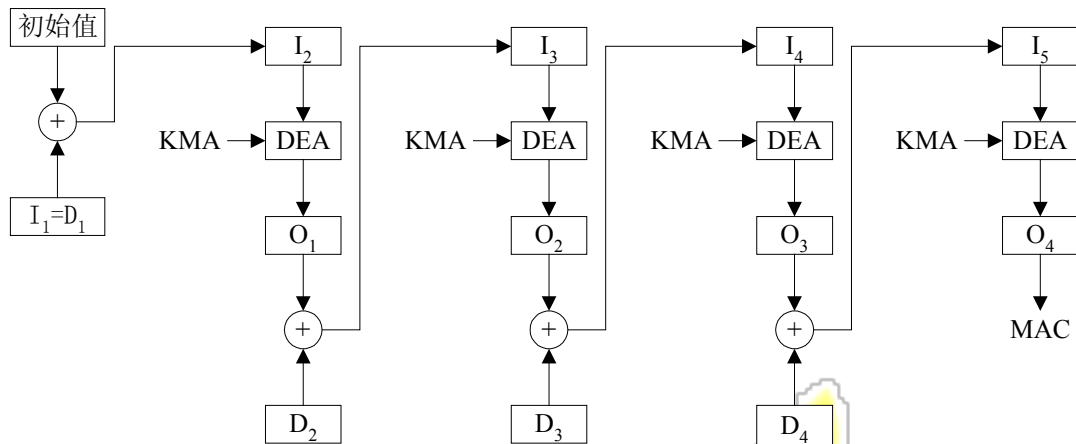 初始值
I₂
I₃
I₄
I₅
+
KMA
DEA
KMA
DEA
KMA
DEA
KMA
DEA
I₁=D₁
O₁
O₂
O₃
O₄
+
+
+
MAC
D₂
D₃
D₄